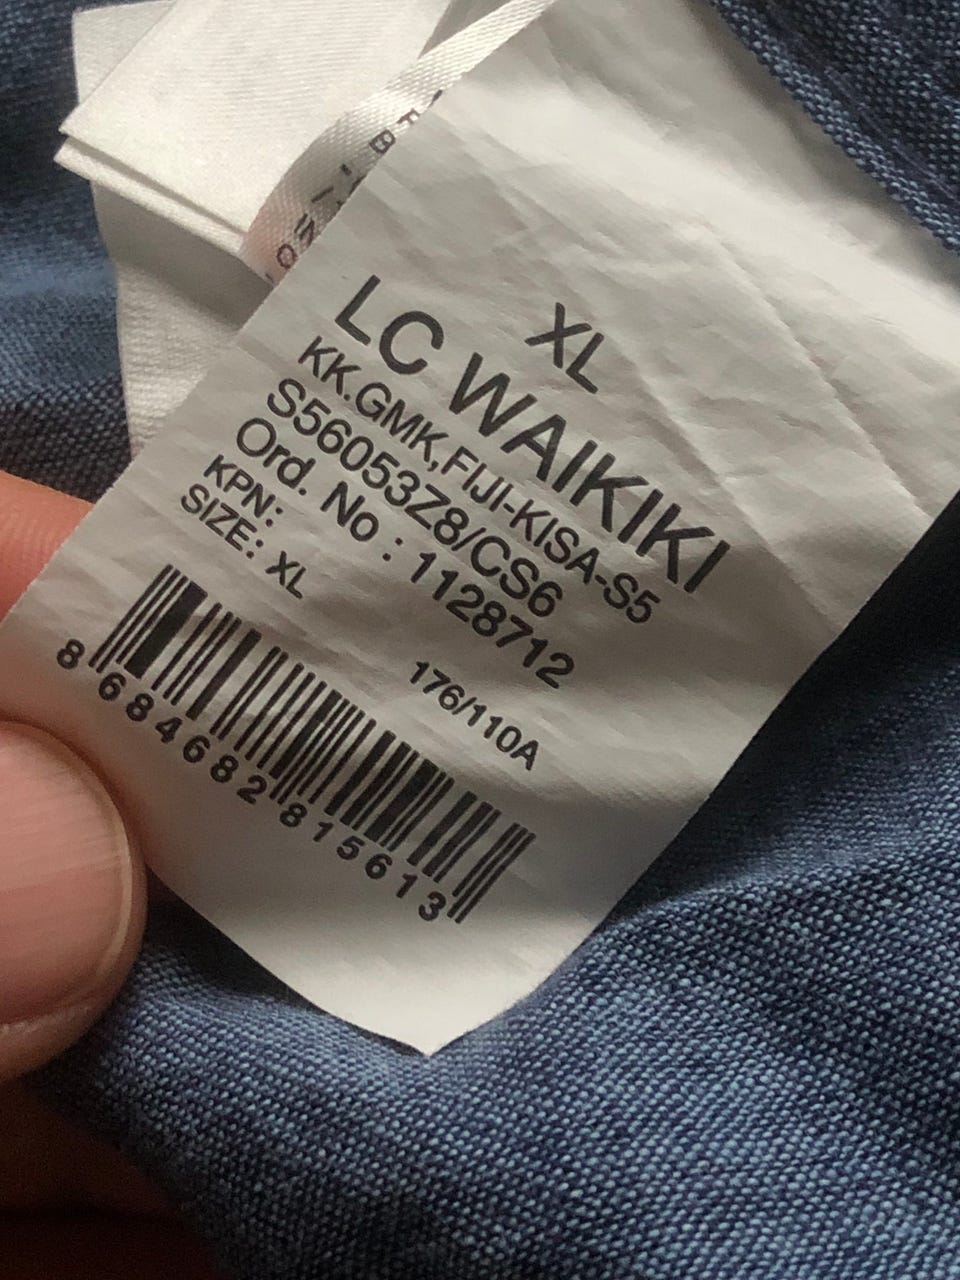 XL
LC WAIKIKI
KK.GMK,FIJI-KISA-S5
S56053Z8/CS6
Ord. No : 1128712
KPN:
SIZE: XL
176/110A
8684682815613